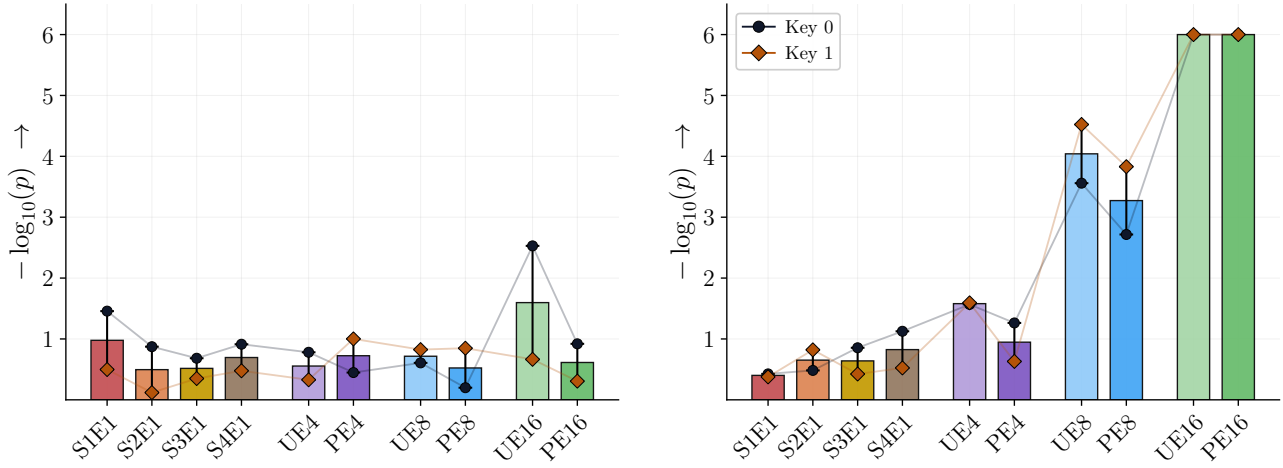 − log₁₀(p) →
6
5
4
3
2
1
S1E1 S2E1 S3E1 S4E1 UE4 PE4 UE8 PE8 UE16 PE16
− log₁₀(p) →
6
5
4
3
2
1
Key 0
Key 1
S1E1 S2E1 S3E1 S4E1 UE4 PE4 UE8 PE8 UE16 PE16